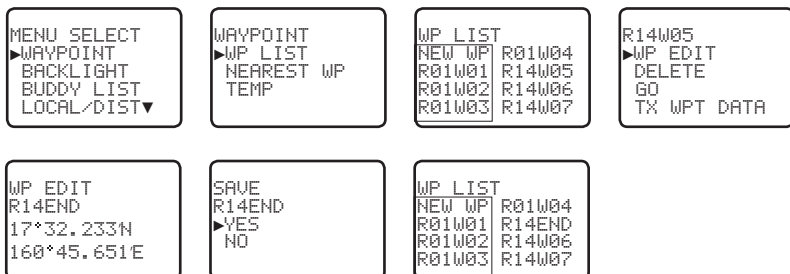 MENU SELECT
►WAYPOINT
BACKLIGHT
BUDDY LIST
LOCAL/DIST▼
WAYPOINT
►WP LIST
NEAREST WP
TEMP
WP LIST
NEW WP R01W04
R01W01 R14W05
R01W02 R14W06
R01W03 R14W07
R14W05
►WP EDIT
DELETE
GO
TX WPT DATA
WP EDIT
R14END
17°32.233'N
160°45.651'E
SAVE
R14END
►YES
NO
WP LIST
NEW WP R01W04
R01W01 R14END
R01W02 R14W06
R01W03 R14W07